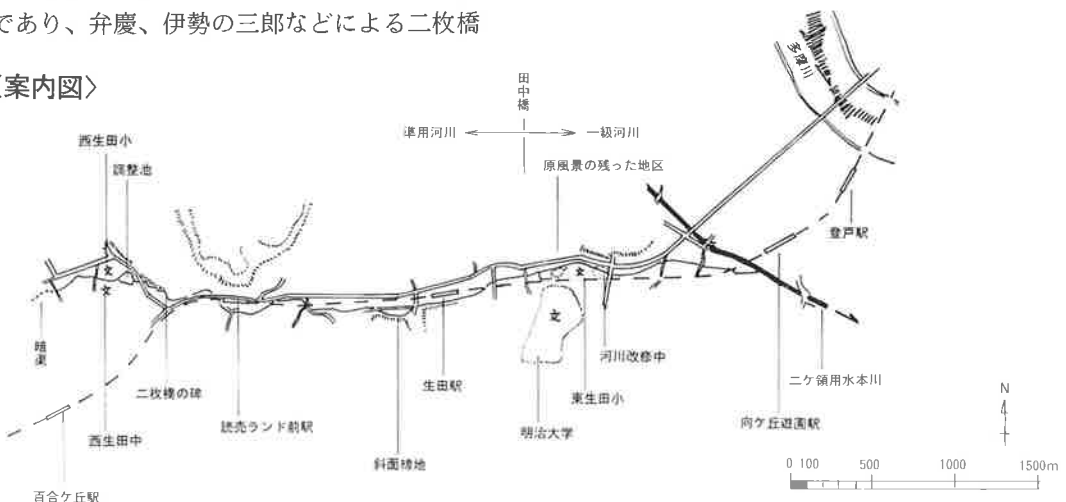 であり、弁慶、伊勢の三郎などによる二枚橋
案内図〉
多摩川
田中橋
準用河川
一級河川
西生田小
調整池
原風景の残った地区
登戸駅
文
文
文
文
暗渠
二枚橋の碑
西生田中
読売ランド前駅
斜面緑地
生田駅
明治大学
東生田小
河川改修中
向ケ丘遊園駅
二ケ領用水本川
百合ケ丘駅
N
0 100 500 1000 1500m